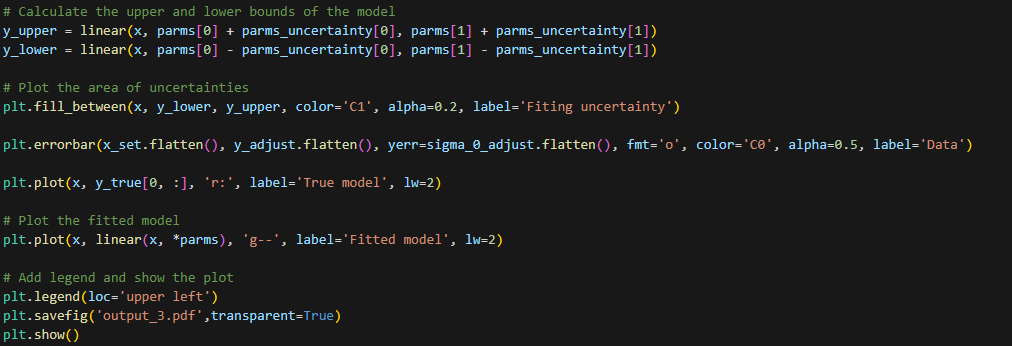 # Calculate the upper and lower bounds of the model
y_upper = linear(x, parms[0] + parms_uncertainty[0], parms[1] + parms_uncertainty[1])
y_lower = linear(x, parms[0] - parms_uncertainty[0], parms[1] - parms_uncertainty[1])

# Plot the area of uncertainties
plt.fill_between(x, y_lower, y_upper, color='C1', alpha=0.2, label='Fiting uncertainty')

plt.errorbar(x_set.flatten(), y_adjust.flatten(), yerr=sigma_0_adjust.flatten(), fmt='o', color='C0', alpha=0.5, label='Data')

plt.plot(x, y_true[0, :], 'r:', label='True model', lw=2)

# Plot the fitted model
plt.plot(x, linear(x, *parms), 'g--', label='Fitted model', lw=2)

# Add legend and show the plot
plt.legend(loc='upper left')
plt.savefig('output_3.pdf',transparent=True)
plt.show()